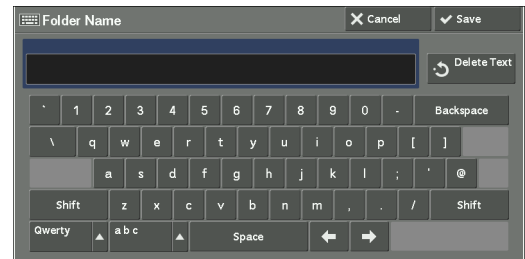 Folder Name Cancel Save
Delete Text
` 1 2 3 4 5 6 7 8 9 0 - Backspace
\ q w e r t y u i o p [ ]
a s d f g h j k l ; ' @
Shift z x c v b n m , . / Shift
Qwerty a b c Space